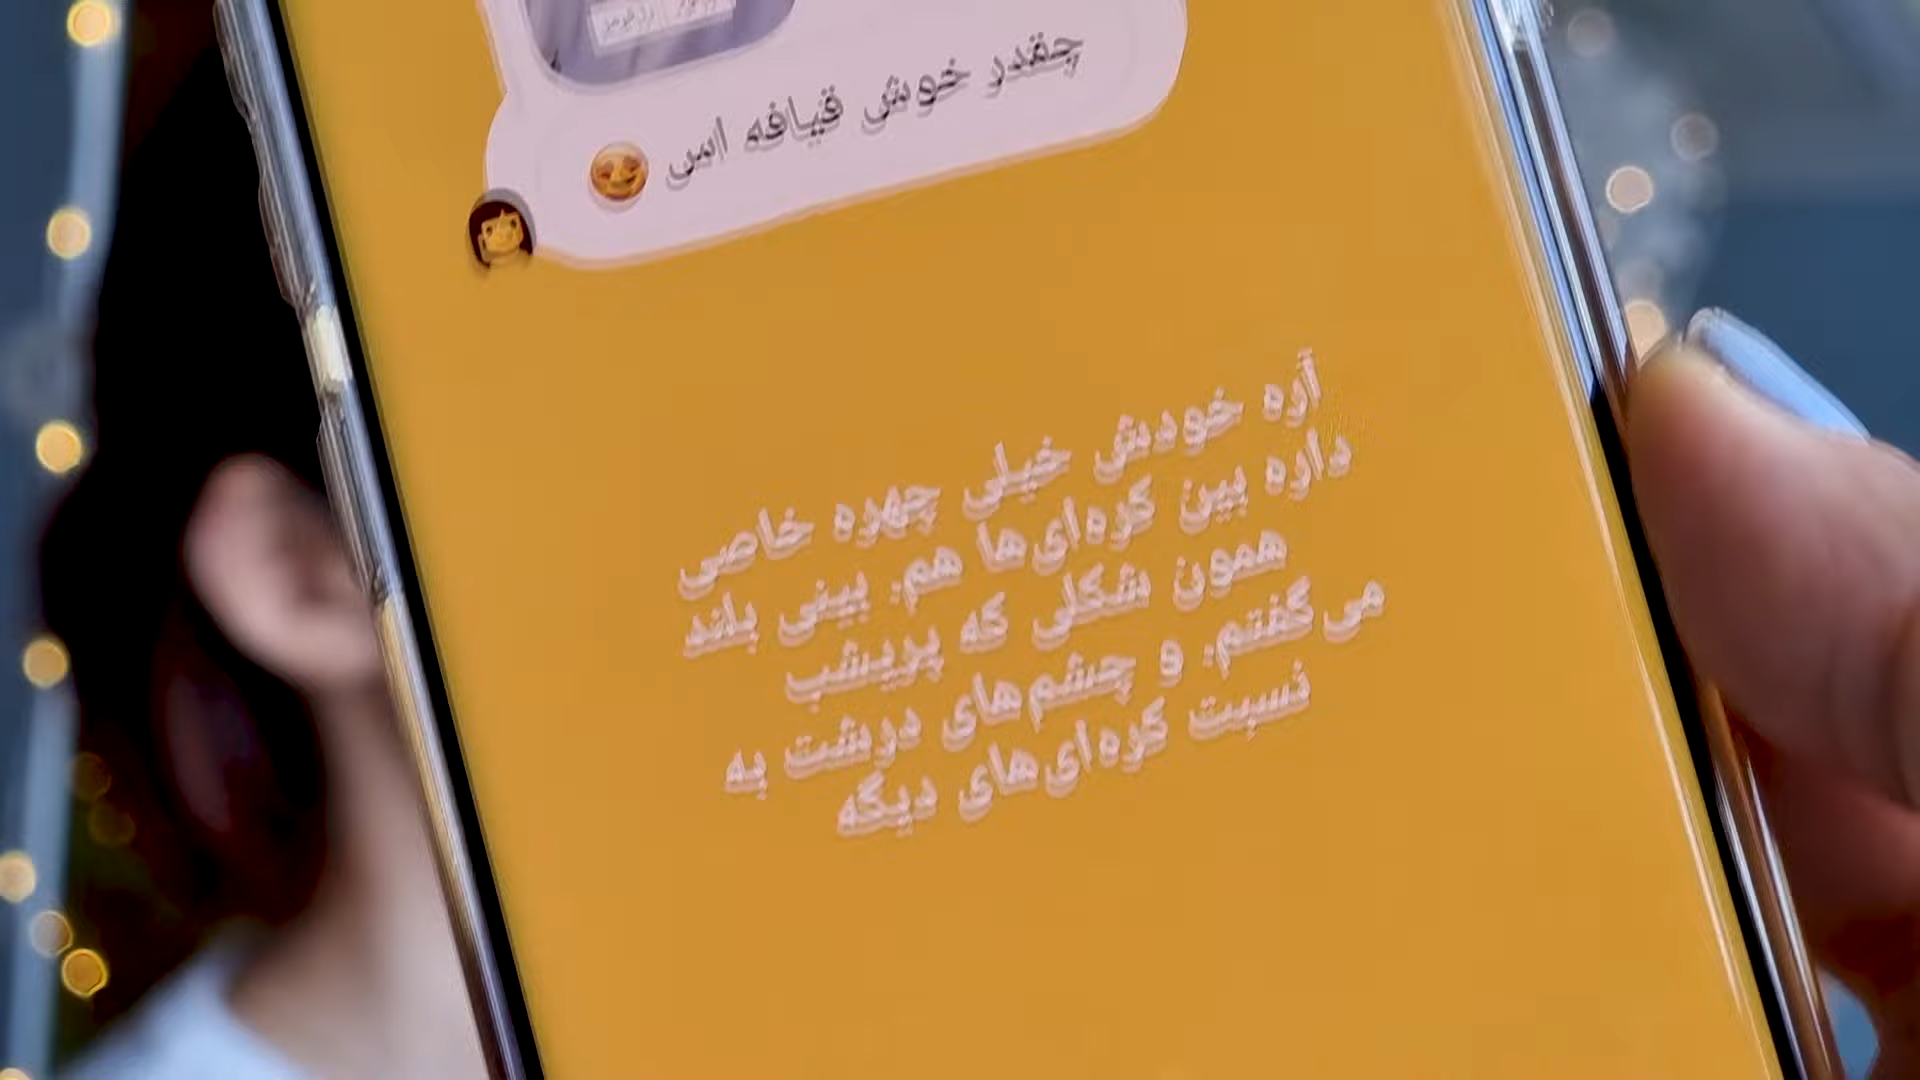 چقدر خوش قیافه اس 😍
آره خودش خیلی چهره خاصی
داره بین کره‌ای‌ها هم. بینی بلند
همون شکلی که پریشب
می‌گفتم. و چشم‌های درشت به
نسبت کره‌ای‌های دیگه